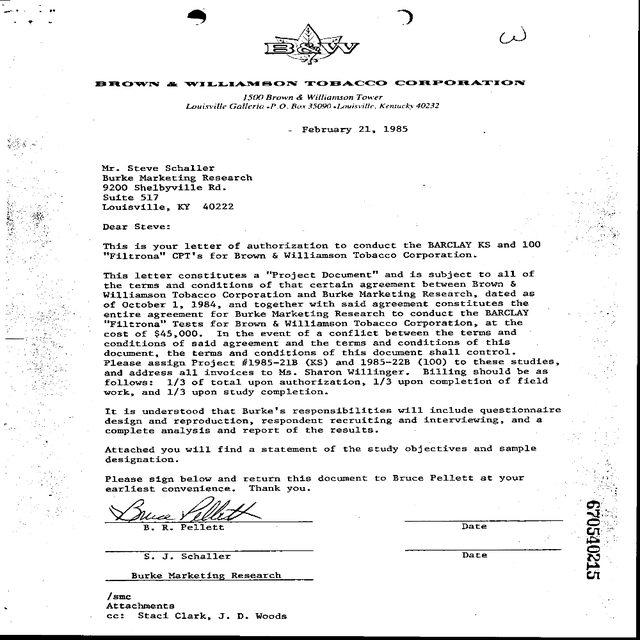 B&W
BROWN & WILLIAMSON TOBACCO CORPORATION
1500 Brown & Williamson Tower
Louisville Galleria • P.O. Box 35090 • Louisville, Kentucky 40232
- February 21, 1985
Mr. Steve Schaller
Burke Marketing Research
9200 Shelbyville Rd.
Suite 517
Louisville, KY 40222
Dear Steve:
This is your letter of authorization to conduct the BARCLAY KS and 100
"Filtrona" CPT's for Brown & Williamson Tobacco Corporation.
This letter constitutes a "Project Document" and is subject to all of
the terms and conditions of that certain agreement between Brown &
Williamson Tobacco Corporation and Burke Marketing Research, dated as
of October 1, 1984, and together with said agreement constitutes the
entire agreement for Burke Marketing Research to conduct the BARCLAY
"Filtrona" Tests for Brown & Williamson Tobacco Corporation, at the
cost of $45,000. In the event of a conflict between the terms and
conditions of said agreement and the terms and conditions of this
document, the terms and conditions of this document shall control.
Please assign Project #1985-21B (KS) and 1985-22B (100) to these studies,
and address all invoices to Ms. Sharon Willinger. Billing should be as
follows: 1/3 of total upon authorization, 1/3 upon completion of field
work, and 1/3 upon study completion.
It is understood that Burke's responsibilities will include questionnaire
design and reproduction, respondent recruiting and interviewing, and a
complete analysis and report of the results.
Attached you will find a statement of the study objectives and sample
designation.
Please sign below and return this document to Bruce Pellett at your
earliest convenience. Thank you.
Bruce Pellett
B. R. Pellett Date
S. J. Schaller Date
Burke Marketing Research
/smc
Attachments
cc: Staci Clark, J. D. Woods
670540215